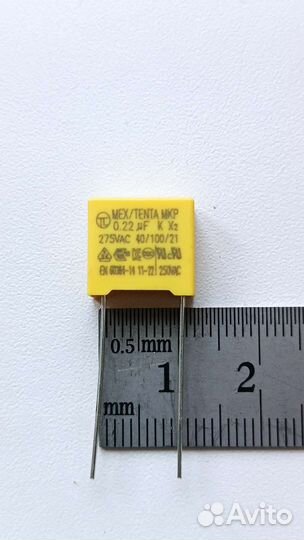 MEX/TENTA MKP
0.22 µF K X2
275VAC 40/100/21
EN 60384-14 11-22 250VAC
0.5 mm 1 2
mm
Avito